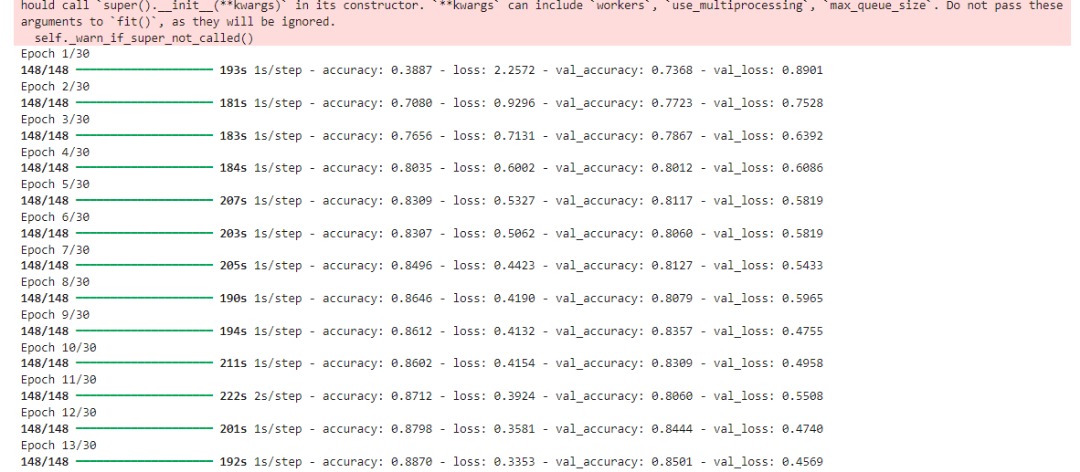 hould call `super().__init__(**kwargs)` in its constructor. `**kwargs` can include `workers`, `use_multiprocessing`, `max_queue_size`. Do not pass these
arguments to `fit()`, as they will be ignored.
self._warn_if_super_not_called()
Epoch 1/30
148/148 193s 1s/step - accuracy: 0.3887 - loss: 2.2572 - val_accuracy: 0.7368 - val_loss: 0.8901
Epoch 2/30
148/148 181s 1s/step - accuracy: 0.7080 - loss: 0.9296 - val_accuracy: 0.7723 - val_loss: 0.7528
Epoch 3/30
148/148 183s 1s/step - accuracy: 0.7656 - loss: 0.7131 - val_accuracy: 0.7867 - val_loss: 0.6392
Epoch 4/30
148/148 184s 1s/step - accuracy: 0.8035 - loss: 0.6002 - val_accuracy: 0.8012 - val_loss: 0.6086
Epoch 5/30
148/148 207s 1s/step - accuracy: 0.8309 - loss: 0.5327 - val_accuracy: 0.8117 - val_loss: 0.5819
Epoch 6/30
148/148 203s 1s/step - accuracy: 0.8307 - loss: 0.5062 - val_accuracy: 0.8060 - val_loss: 0.5819
Epoch 7/30
148/148 205s 1s/step - accuracy: 0.8496 - loss: 0.4423 - val_accuracy: 0.8127 - val_loss: 0.5433
Epoch 8/30
148/148 190s 1s/step - accuracy: 0.8646 - loss: 0.4190 - val_accuracy: 0.8079 - val_loss: 0.5965
Epoch 9/30
148/148 194s 1s/step - accuracy: 0.8612 - loss: 0.4132 - val_accuracy: 0.8357 - val_loss: 0.4755
Epoch 10/30
148/148 211s 1s/step - accuracy: 0.8602 - loss: 0.4154 - val_accuracy: 0.8309 - val_loss: 0.4958
Epoch 11/30
148/148 222s 2s/step - accuracy: 0.8712 - loss: 0.3924 - val_accuracy: 0.8060 - val_loss: 0.5508
Epoch 12/30
148/148 201s 1s/step - accuracy: 0.8798 - loss: 0.3581 - val_accuracy: 0.8444 - val_loss: 0.4740
Epoch 13/30
148/148 192s 1s/step - accuracy: 0.8870 - loss: 0.3353 - val_accuracy: 0.8501 - val_loss: 0.4569